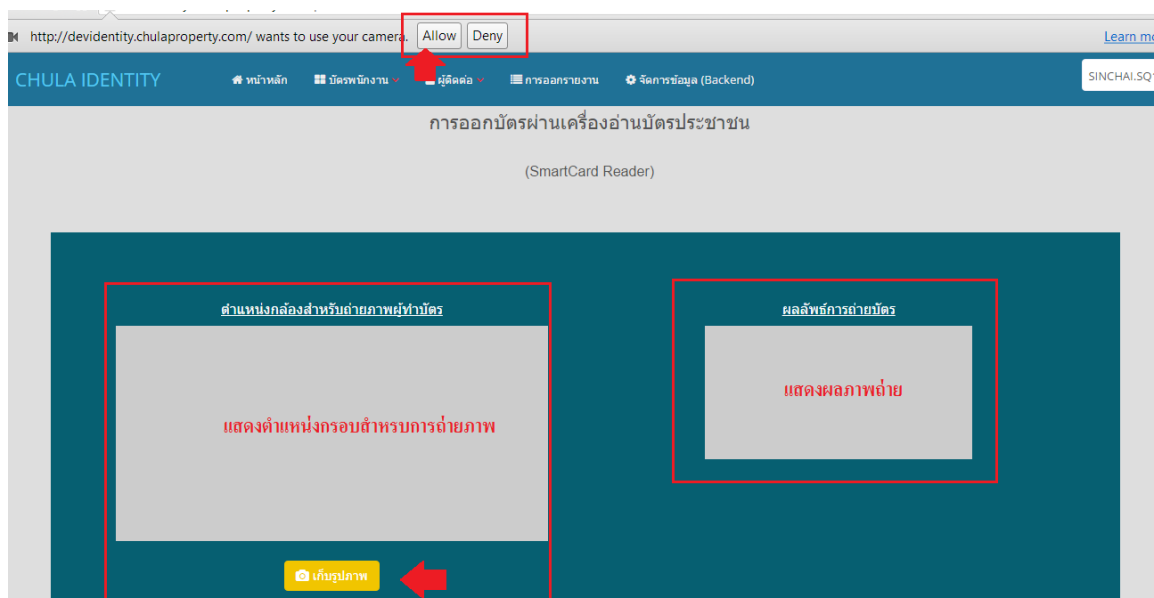 http://devidentity.chulaproperty.com/ wants to use your camera. Allow Deny Learn mo
CHULA IDENTITY หน้าหลัก บัตรพนักงาน ผู้ติดต่อ การออกรายงาน จัดการข้อมูล (Backend) SINCHAI.SQ
การออกบัตรผ่านเครื่องอ่านบัตรประชาชน
(SmartCard Reader)
ตำแหน่งกล้องสำหรับถ่ายภาพผู้ทำบัตร ผลลัพธ์การถ่ายบัตร
แสดงผลภาพถ่าย
แสดงตำแหน่งกรอบสำหรบการถ่ายภาพ
เก็บรูปภาพ